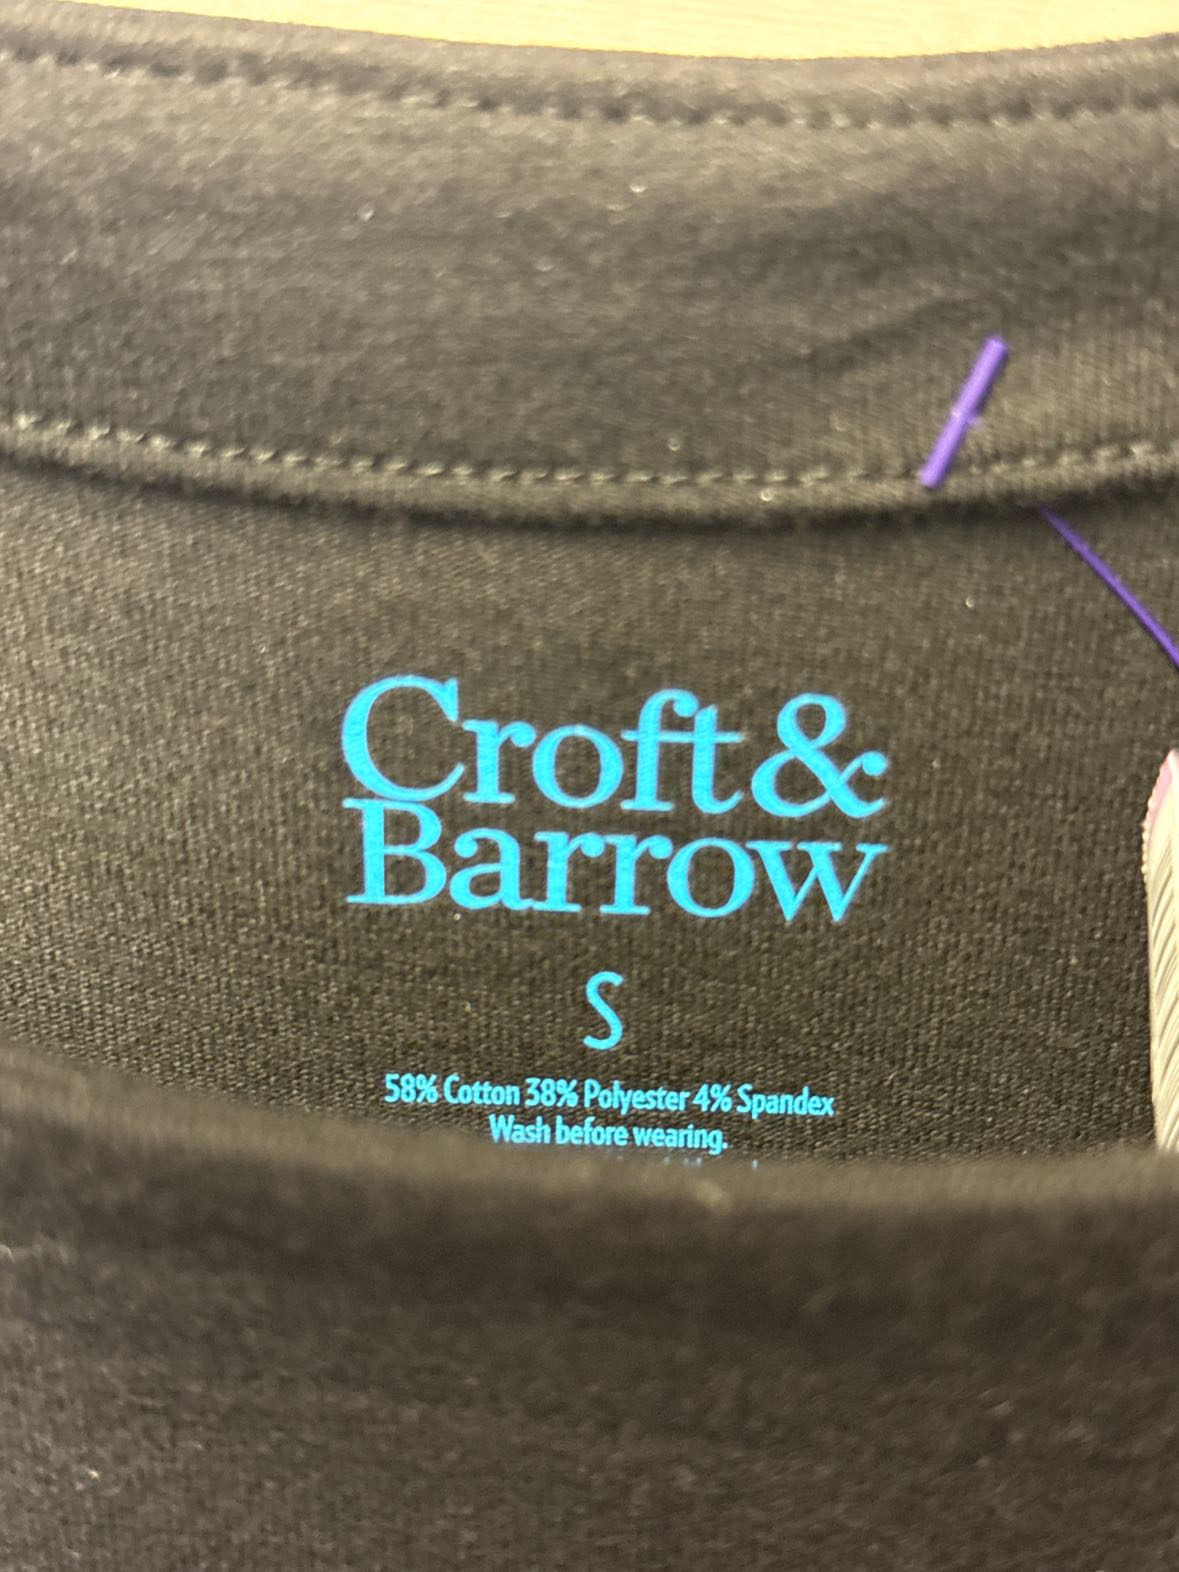 Croft &
Barrow
S
58% Cotton 38% Polyester 4% Spandex
Wash before wearing.